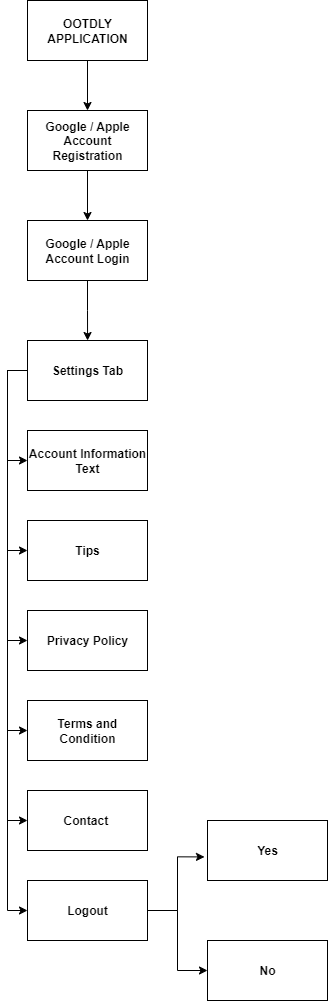 OOTDLY
APPLICATION
Google / Apple
Account
Registration
Google / Apple
Account Login
Settings Tab
Account Information
Text
Tips
Privacy Policy
Terms and
Condition
Contact
Logout
Yes
No